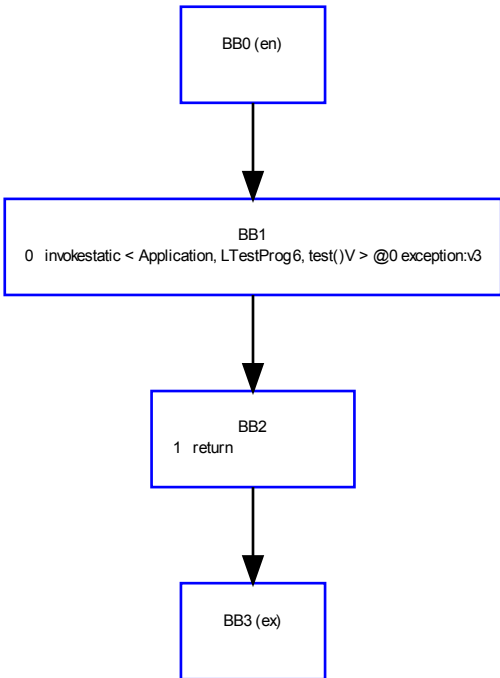 BB0 (en)
BB1
0 invokestatic < Application, LTestProg6, test()V > @0 exception:v3
BB2
1 return
BB3 (ex)